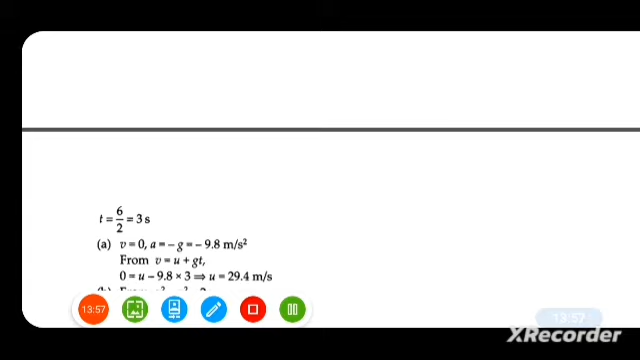 t = 6/2 = 3 s
(a) v = 0, a = – g = – 9.8 m/s²
From v = u + gt,
0 = u – 9.8 × 3 ⟹ u = 29.4 m/s
13:57
13:57
XRecorder